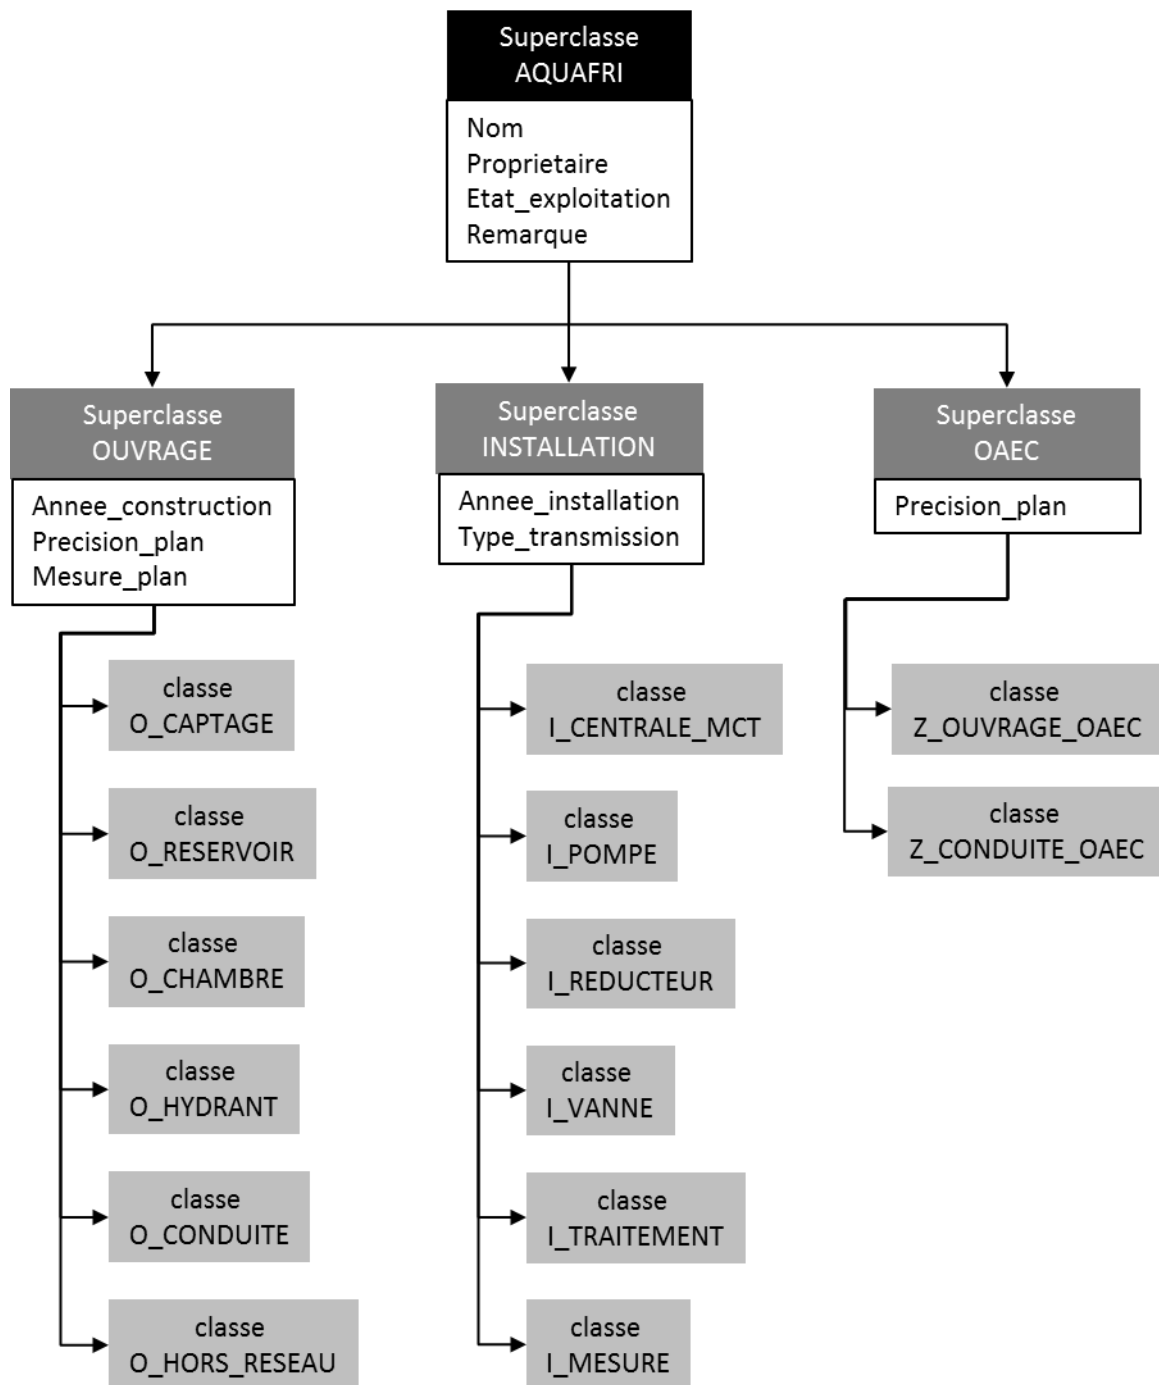 Superclasse
AQUAFRI
Nom
Proprietaire
Etat_exploitation
Remarque
Superclasse
OUVRAGE
Annee_construction
Precision_plan
Mesure_plan
classe
O_CAPTAGE
classe
O_RESERVOIR
classe
O_CHAMBRE
classe
O_HYDRANT
classe
O_CONDUITE
classe
O_HORS_RESEAU
Superclasse
INSTALLATION
Annee_installation
Type_transmission
classe
I_CENTRALE_MCT
classe
I_POMPE
classe
I_REDUCTEUR
classe
I_VANNE
classe
I_TRAITEMENT
classe
I_MESURE
Superclasse
OAEC
Precision_plan
classe
Z_OUVRAGE_OAEC
classe
Z_CONDUITE_OAEC